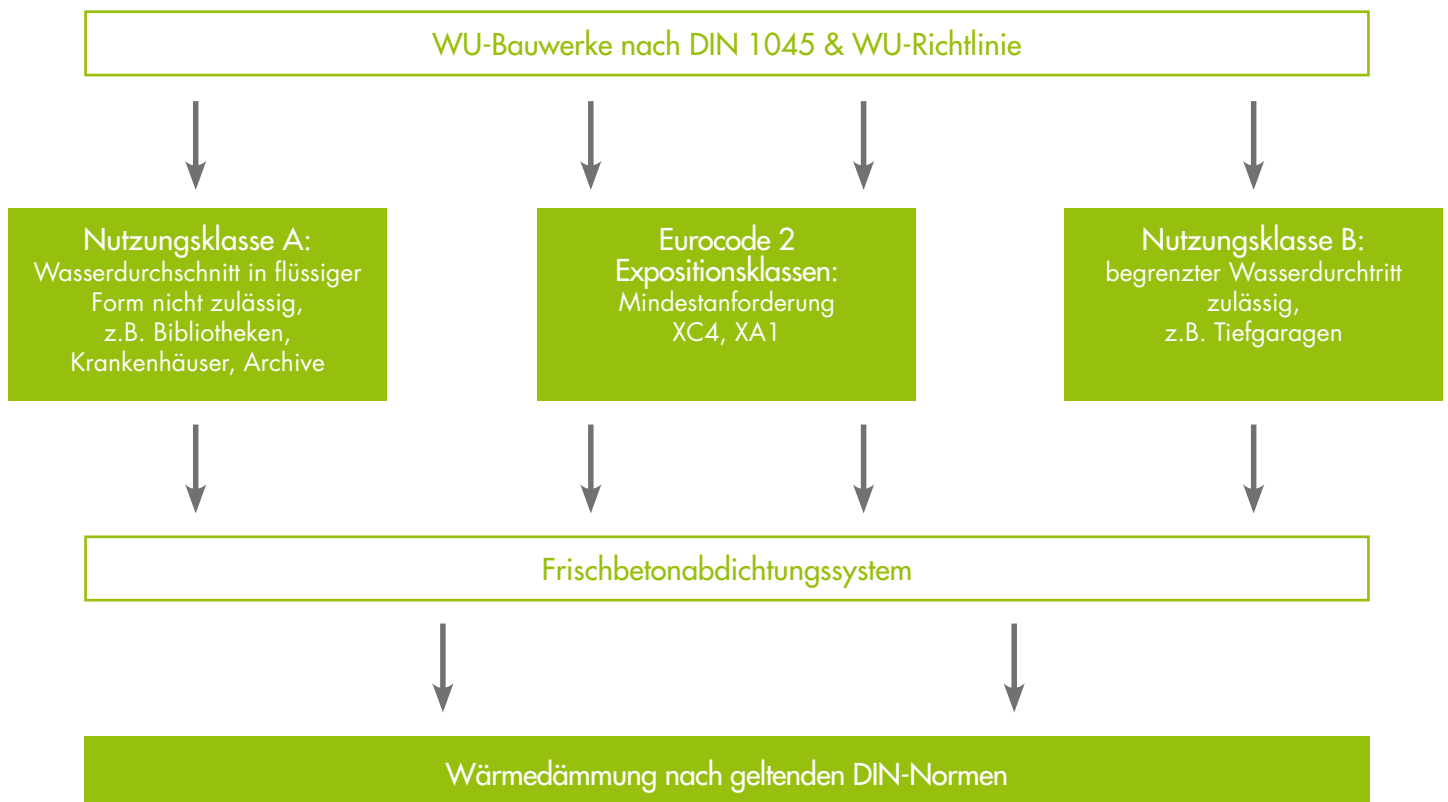 WU-Bauwerke nach DIN 1045 & WU-Richtlinie
Nutzungsklasse A:
Wasserdurchschnitt in flüssiger
Form nicht zulässig,
z.B. Bibliotheken,
Krankenhäuser, Archive
Eurocode 2
Expositionsklassen:
Mindestanforderung
XC4, XA1
Nutzungsklasse B:
begrenzter Wasserdurchtritt
zulässig,
z.B. Tiefgaragen
Frischbetonabdichtungssystem
Wärmedämmung nach geltenden DIN-Normen